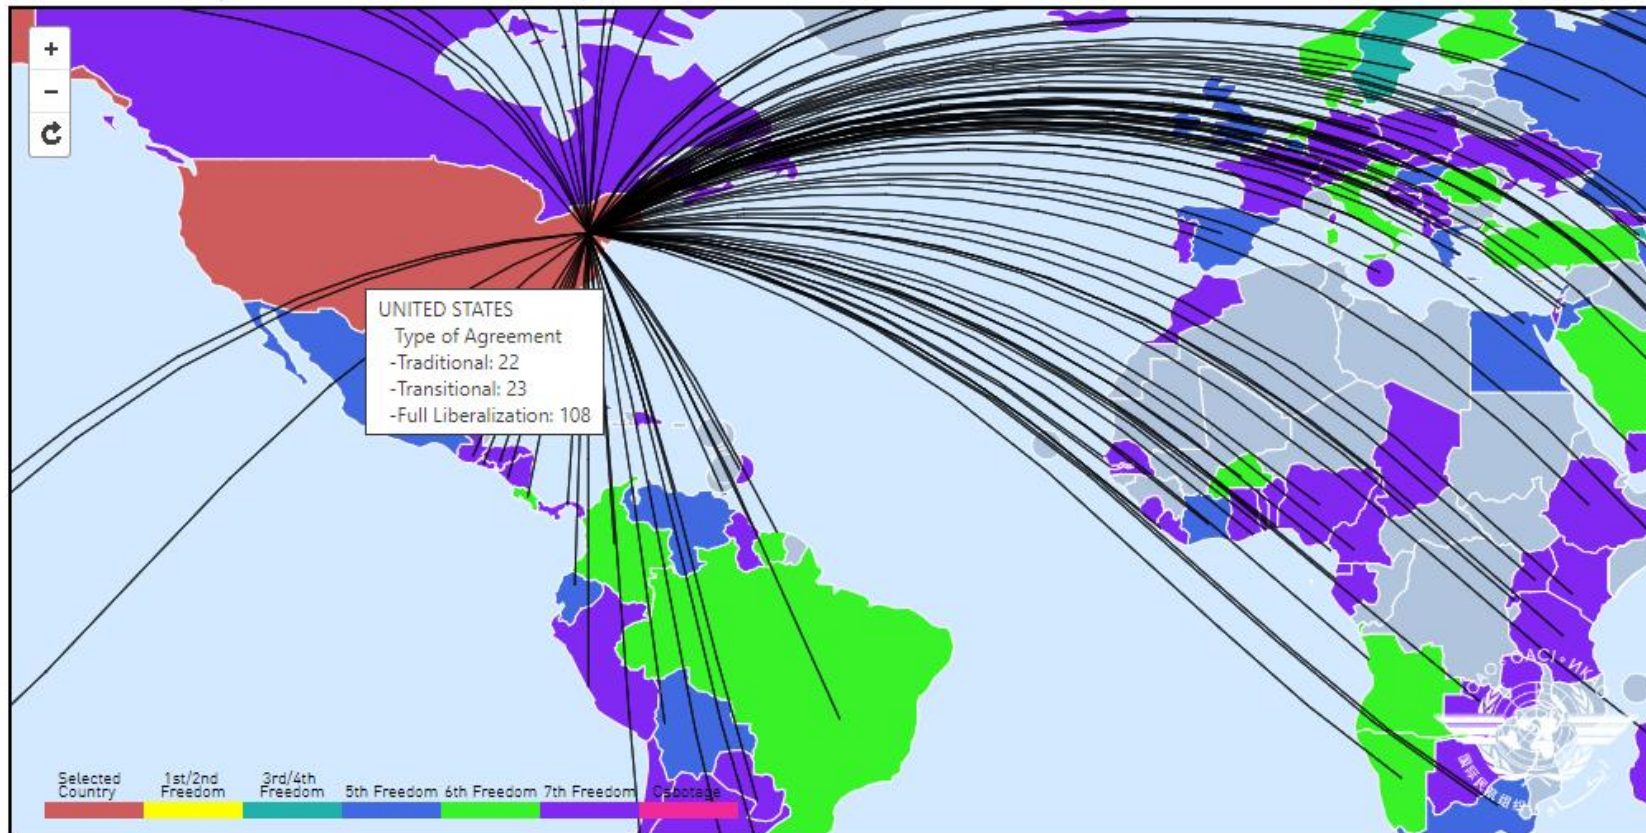 +
−
UNITED STATES
Type of Agreement
-Traditional: 22
-Transitional: 23
-Full Liberalization: 108
Selected Country
1st/2nd Freedom
3rd/4th Freedom
5th Freedom
6th Freedom
7th Freedom
Cabotage
OACI